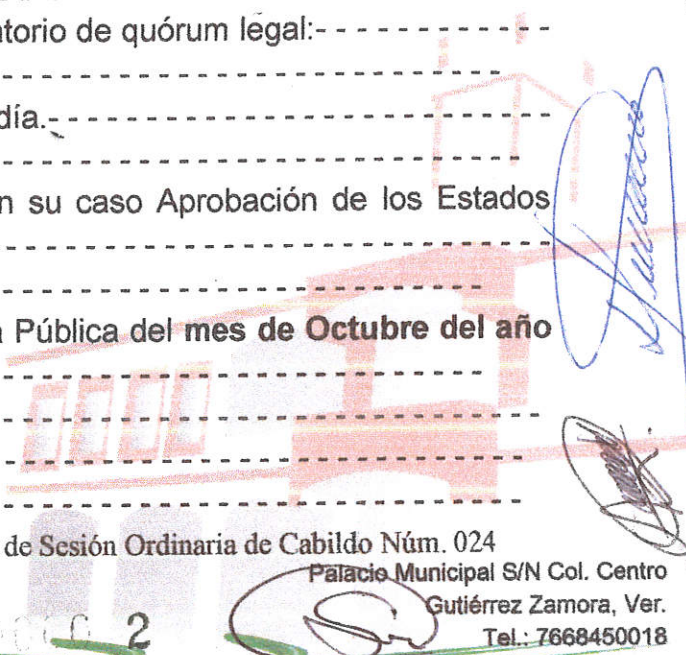 torio de quórum legal:- - - - - - - - - - - -
- - - - - - - - - - - - - - - - - - - - - - - - - - - -
día.- - - - - - - - - - - - - - - - - - - - - - - - - -
- - - - - - - - - - - - - - - - - - - - - - - - - - - - -
n su caso Aprobación de los Estados
- - - - - - - - - - - - - - - - - - - - - - - - - - - - - -
- - - - - - - - - - - - - - - - - - - - - - - - - - -
Pública del mes de Octubre del año
- - - - - - - - - - - - - - - - - - - - - - - - - - -
- - - - - - - - - - - - - - - - - - - - - - - - - - - - - -
- - - - - - - - - - - - - - - - - - - - - - - - - - - - -
- - - - - - - - - - - - - - - - - - - - - - - - - - - - -
de Sesión Ordinaria de Cabildo Núm. 024
Palacio Municipal S/N Col. Centro
Gutiérrez Zamora, Ver.
2
Tel.: 7668450018